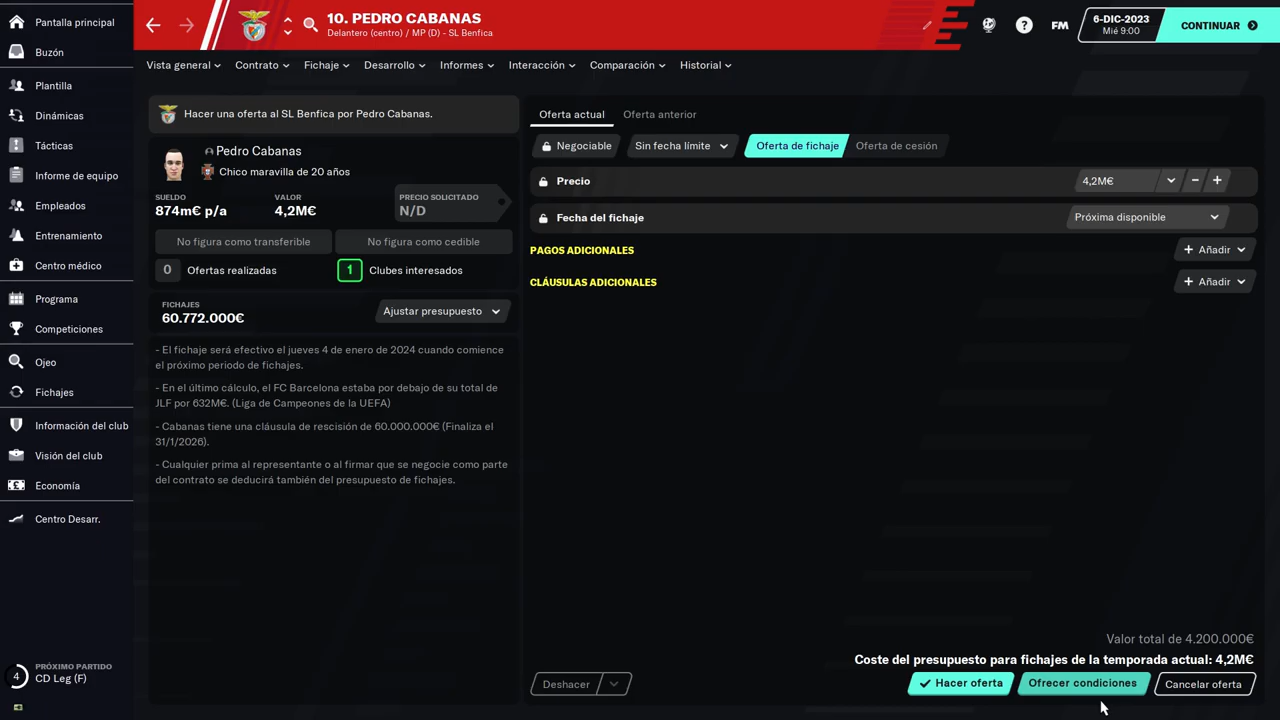 Pantalla principal
Buzón
Plantilla
Dinámicas
Tácticas
Informe de equipo
Empleados
Entrenamiento
Centro médico
Programa
Competiciones
Ojeo
Fichajes
Información del club
Visión del club
Economía
Centro Desarr.
4
PRÓXIMO PARTIDO
CD Leg (F)
10. PEDRO CABANAS
Delantero (centro) / MP (D) - SL Benfica
?
FM
6-DIC-2023
Mié 9:00
CONTINUAR
Vista general
Contrato
Fichaje
Desarrollo
Informes
Interacción
Comparación
Historial
Hacer una oferta al SL Benfica por Pedro Cabanas.
Pedro Cabanas
Chico maravilla de 20 años
SUELDO
874m€ p/a
VALOR
4,2M€
PRECIO SOLICITADO
N/D
No figura como transferible
No figura como cedible
0 Ofertas realizadas
1 Clubes interesados
FICHAJES
60.772.000€
Ajustar presupuesto
- El fichaje será efectivo el jueves 4 de enero de 2024 cuando comience
el próximo periodo de fichajes.
- En el último cálculo, el FC Barcelona estaba por debajo de su total de
JLF por 632M€. (Liga de Campeones de la UEFA)
- Cabanas tiene una cláusula de rescisión de 60.000.000€ (Finaliza el
31/1/2026).
- Cualquier prima al representante o al firmar que se negocie como parte
del contrato se deducirá también del presupuesto de fichajes.
Oferta actual
Oferta anterior
Negociable
Sin fecha límite
Oferta de fichaje
Oferta de cesión
Precio
4,2M€
- +
Fecha del fichaje
Próxima disponible
PAGOS ADICIONALES
+ Añadir
CLÁUSULAS ADICIONALES
+ Añadir
Valor total de 4.200.000€
Coste del presupuesto para fichajes de la temporada actual: 4,2M€
Deshacer
Hacer oferta
Ofrecer condiciones
Cancelar oferta